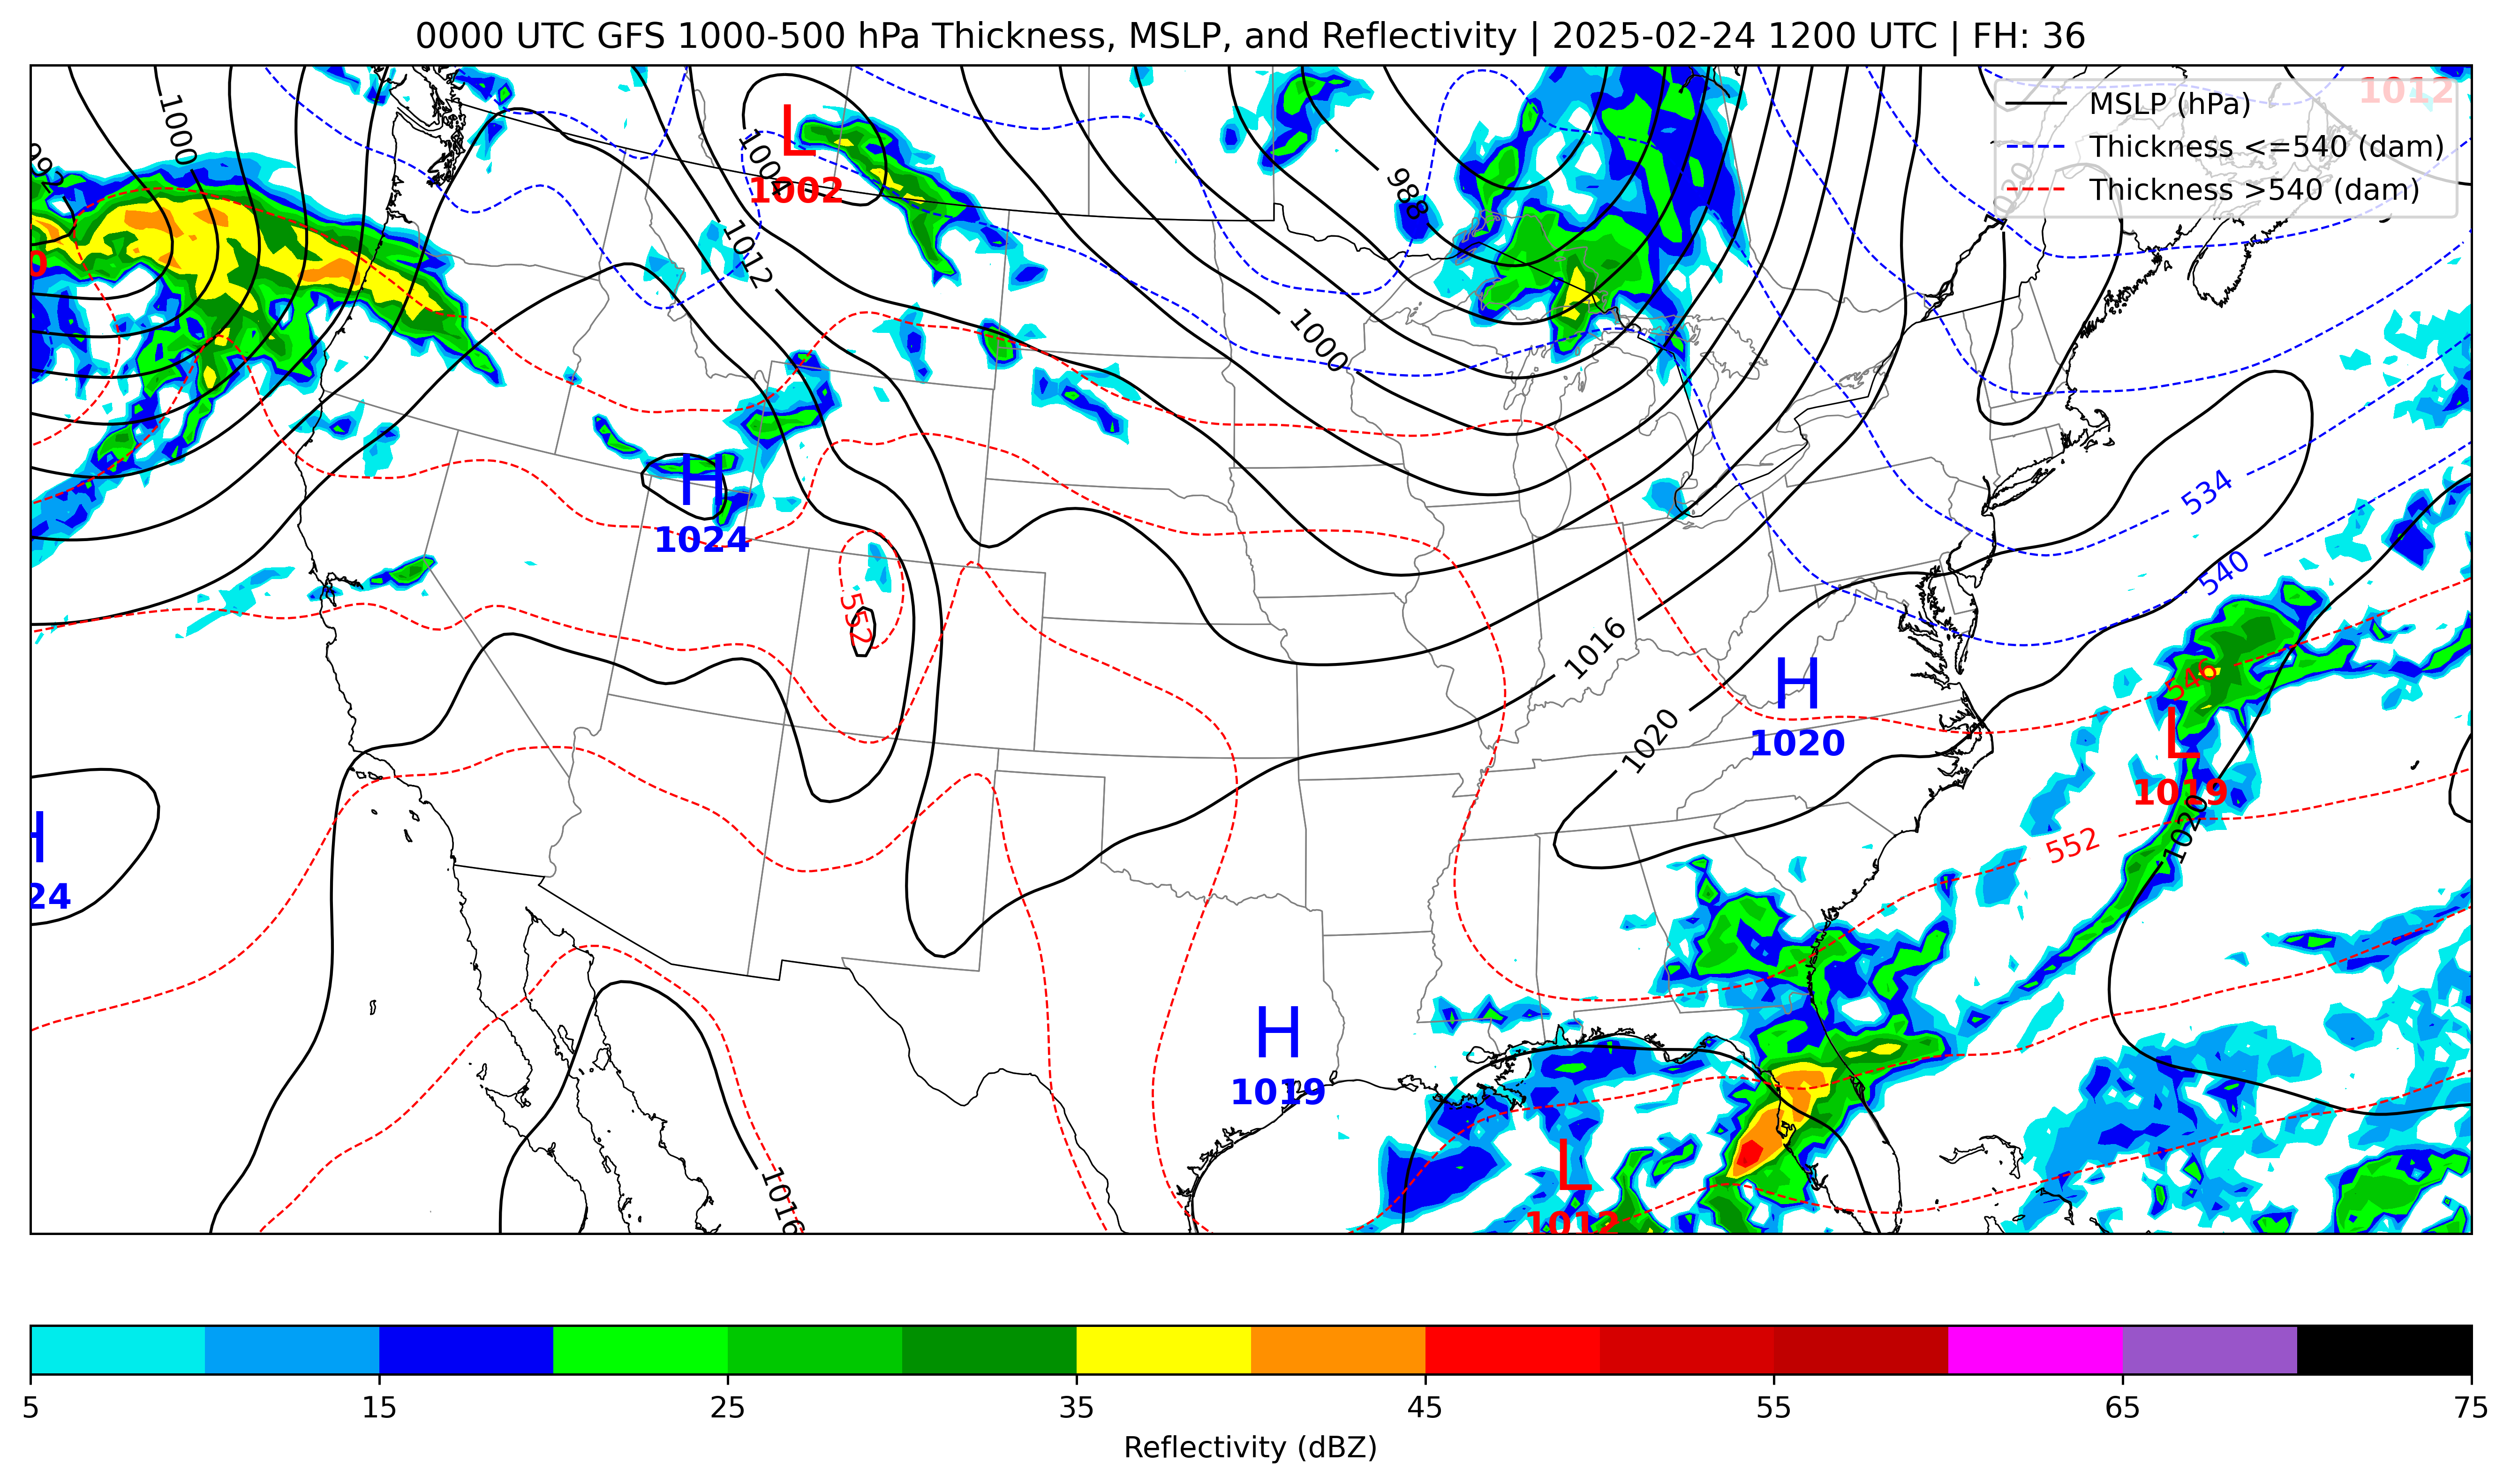 0000 UTC GFS 1000-500 hPa Thickness, MSLP, and Reflectivity | 2025-02-24 1200 UTC | FH: 36
MSLP (hPa)
Thickness <=540 (dam)
Thickness >540 (dam)
1012
1000
992
L
1002
1004
1012
988
1020
0
1000
H
1024
552
534
540
546
L
1019
1016
H
1020
1020
1020
552
H
24
H
1019
L
1012
1016
5 15 25 35 45 55 65 75
Reflectivity (dBZ)